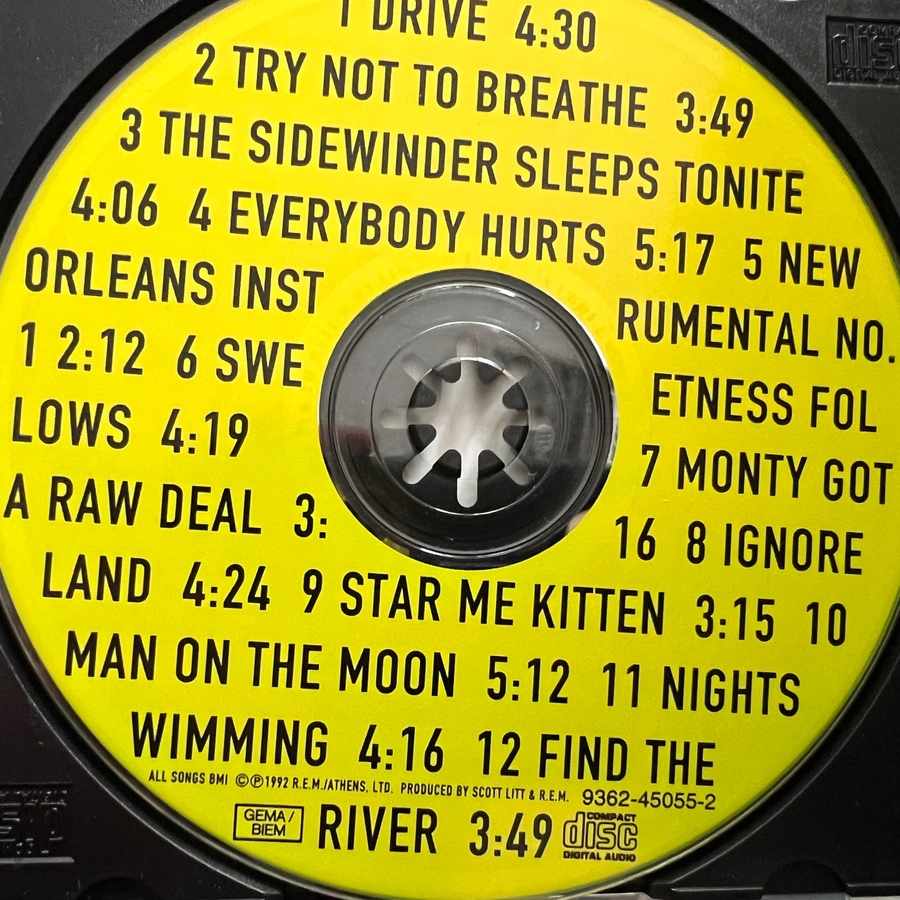 1 DRIVE 4:30
2 TRY NOT TO BREATHE 3:49
3 THE SIDEWINDER SLEEPS TONITE
4:06 4 EVERYBODY HURTS 5:17 5 NEW
ORLEANS INST RUMENTAL NO.
1 2:12 6 SWE ETNESS FOL
LOWS 4:19 7 MONTY GOT
A RAW DEAL 3: 16 8 IGNORE
LAND 4:24 9 STAR ME KITTEN 3:15 10
MAN ON THE MOON 5:12 11 NIGHTS
WIMMING 4:16 12 FIND THE
ALL SONGS BMI ©℗1992 R.E.M./ATHENS, LTD. PRODUCED BY SCOTT LITT & R.E.M. 9362-45055-2
GEMA/
BIEM
RIVER 3:49
COMPACT
disc
DIGITAL AUDIO